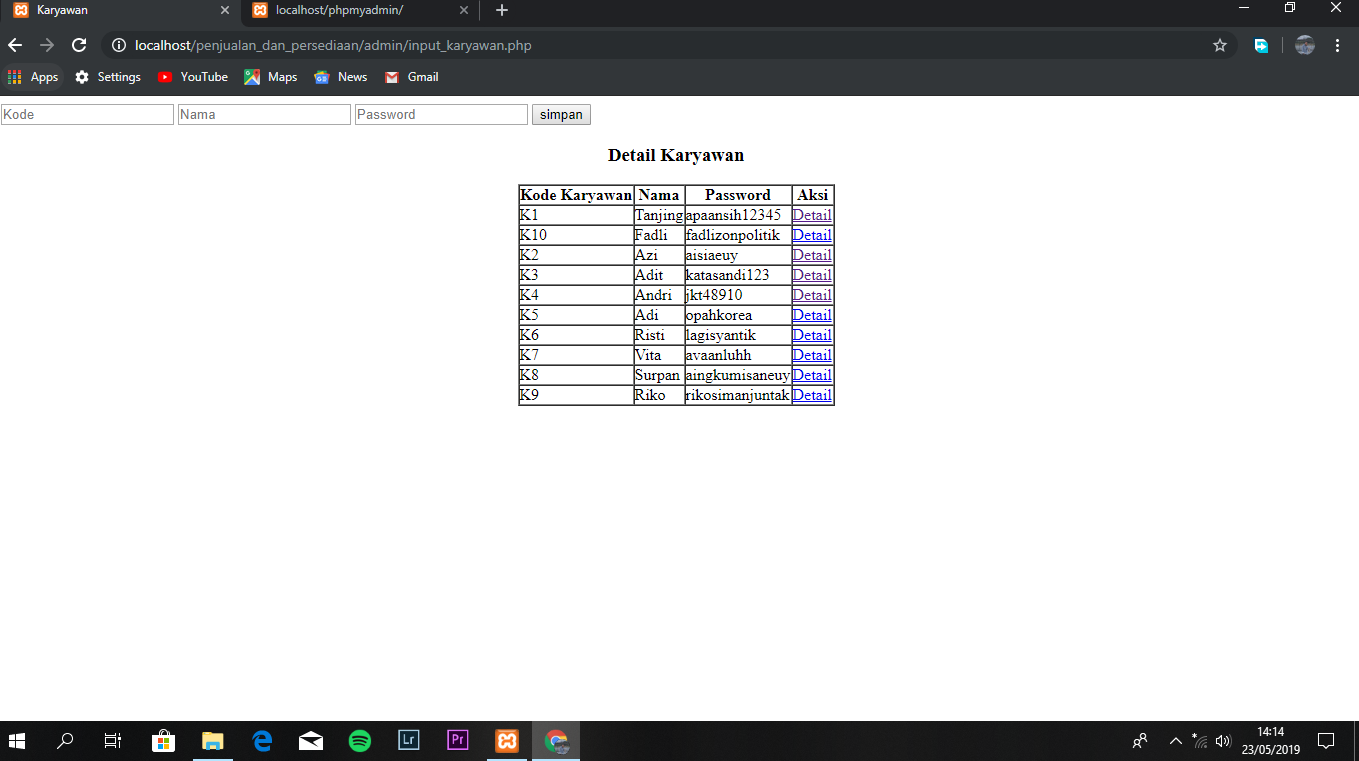 Karyawan
localhost/phpmyadmin/
localhost/penjualan_dan_persediaan/admin/input_karyawan.php
Apps Settings YouTube Maps News Gmail
Kode Nama Password simpan
Detail Karyawan
Kode Karyawan Nama Password Aksi
K1 Tanjing apaansih12345 Detail
K10 Fadli fadlizonpolitik Detail
K2 Azi aisiaeuy Detail
K3 Adit katasandi123 Detail
K4 Andri jkt48910 Detail
K5 Adi opahkorea Detail
K6 Risti lagisyantik Detail
K7 Vita avaanluhh Detail
K8 Surpan aingkumisaneuy Detail
K9 Riko rikosimanjuntak Detail
Lr Pr
14:14
23/05/2019